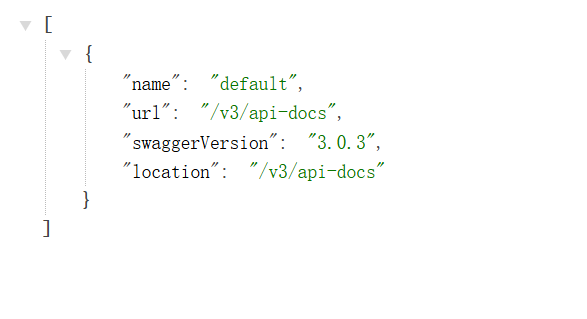 [
{
"name": "default",
"url": "/v3/api-docs",
"swaggerVersion": "3.0.3",
"location": "/v3/api-docs"
}
]